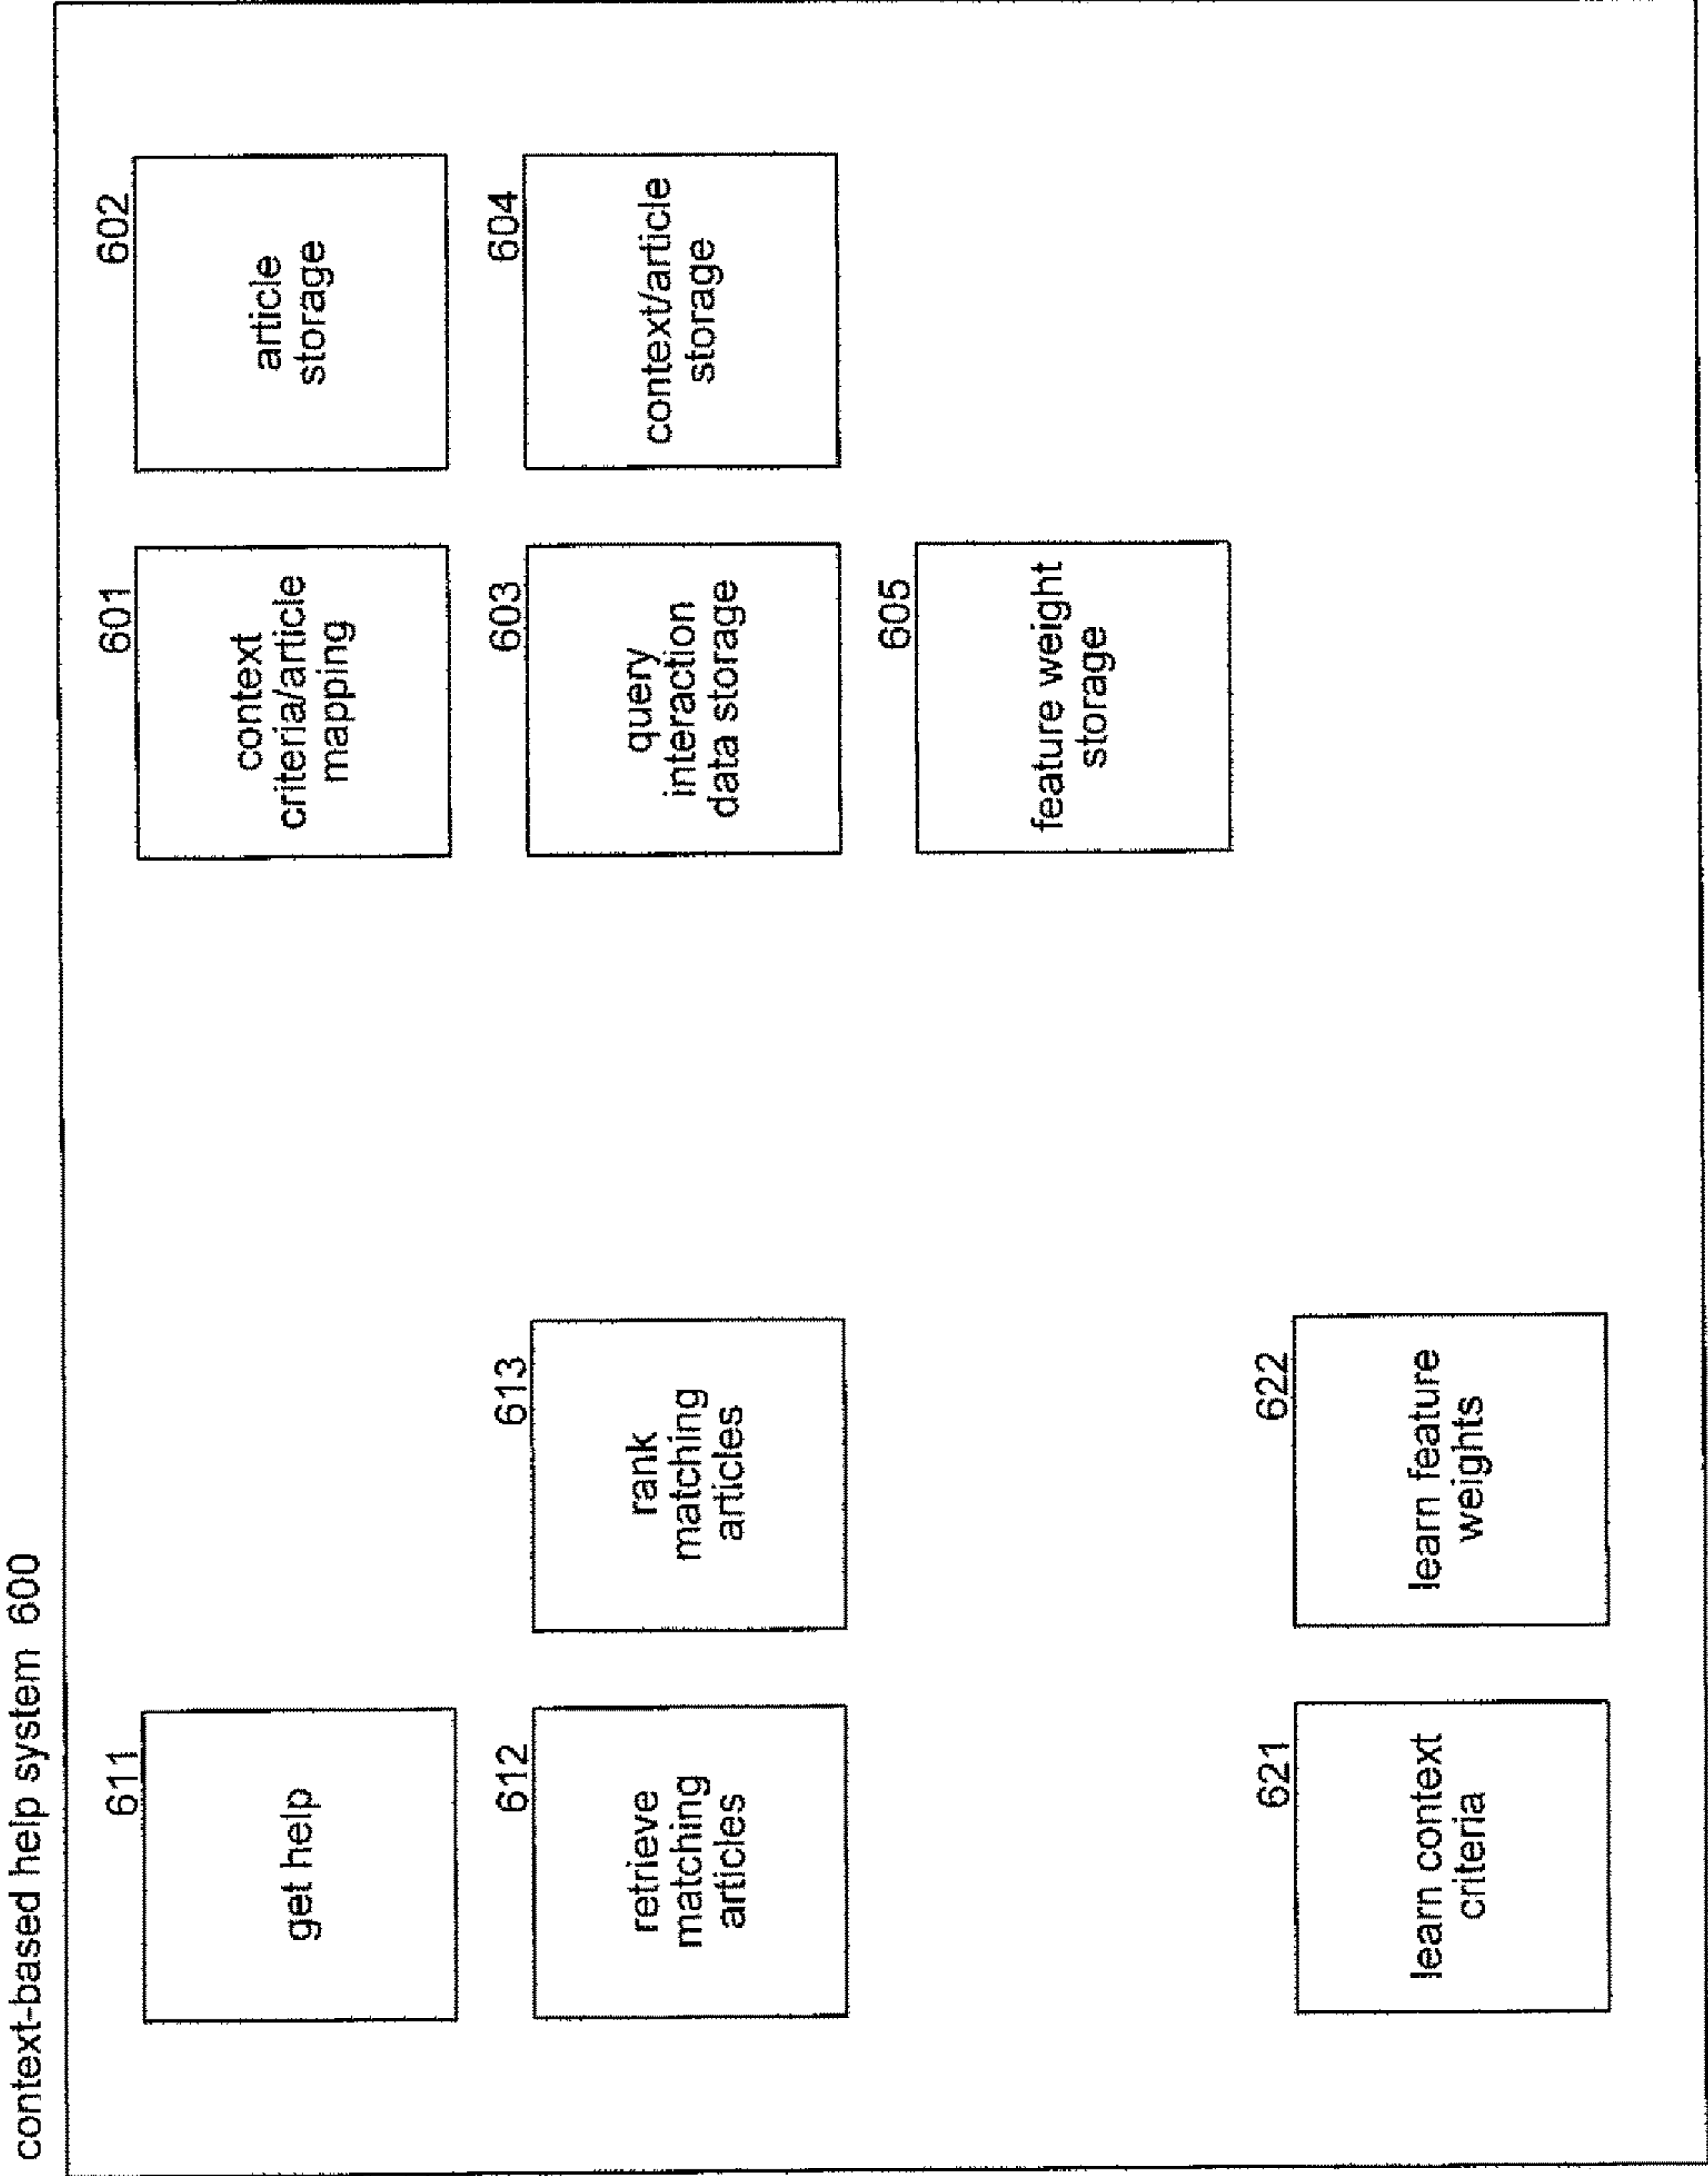 context-based help system 600
611
get help
601
context
criteria/article
mapping
602
article
storage
612
retrieve
matching
articles
613
rank
matching
articles
603
query
interaction
data storage
604
context/article
storage
605
feature weight
storage
621
learn context
criteria
622
learn feature
weights